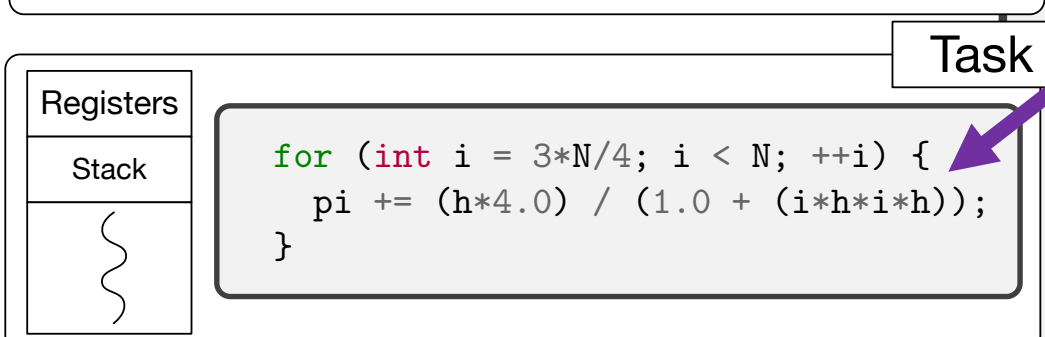 Task
Registers
Stack
for (int i = 3*N/4; i < N; ++i) {
pi += (h*4.0) / (1.0 + (i*h*i*h));
}